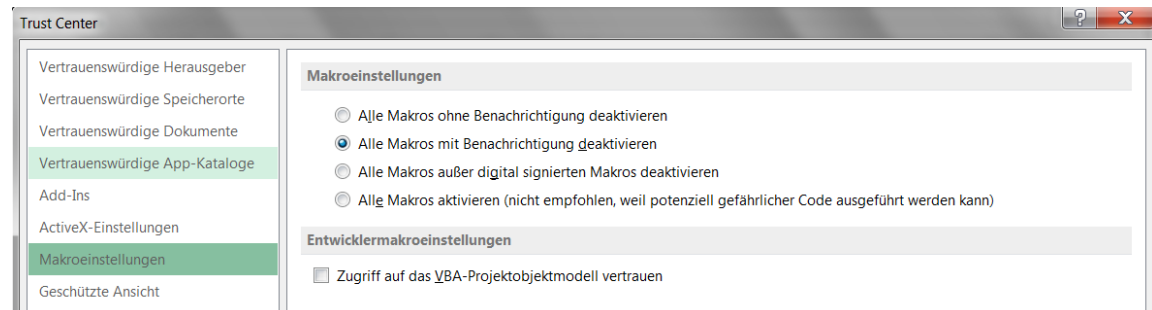 Trust Center
Vertrauenswürdige Herausgeber
Vertrauenswürdige Speicherorte
Vertrauenswürdige Dokumente
Vertrauenswürdige App-Kataloge
Add-Ins
ActiveX-Einstellungen
Makroeinstellungen
Geschützte Ansicht
Makroeinstellungen
Alle Makros ohne Benachrichtigung deaktivieren
Alle Makros mit Benachrichtigung deaktivieren
Alle Makros außer digital signierten Makros deaktivieren
Alle Makros aktivieren (nicht empfohlen, weil potenziell gefährlicher Code ausgeführt werden kann)
Entwicklermakroeinstellungen
Zugriff auf das VBA-Projektobjektmodell vertrauen